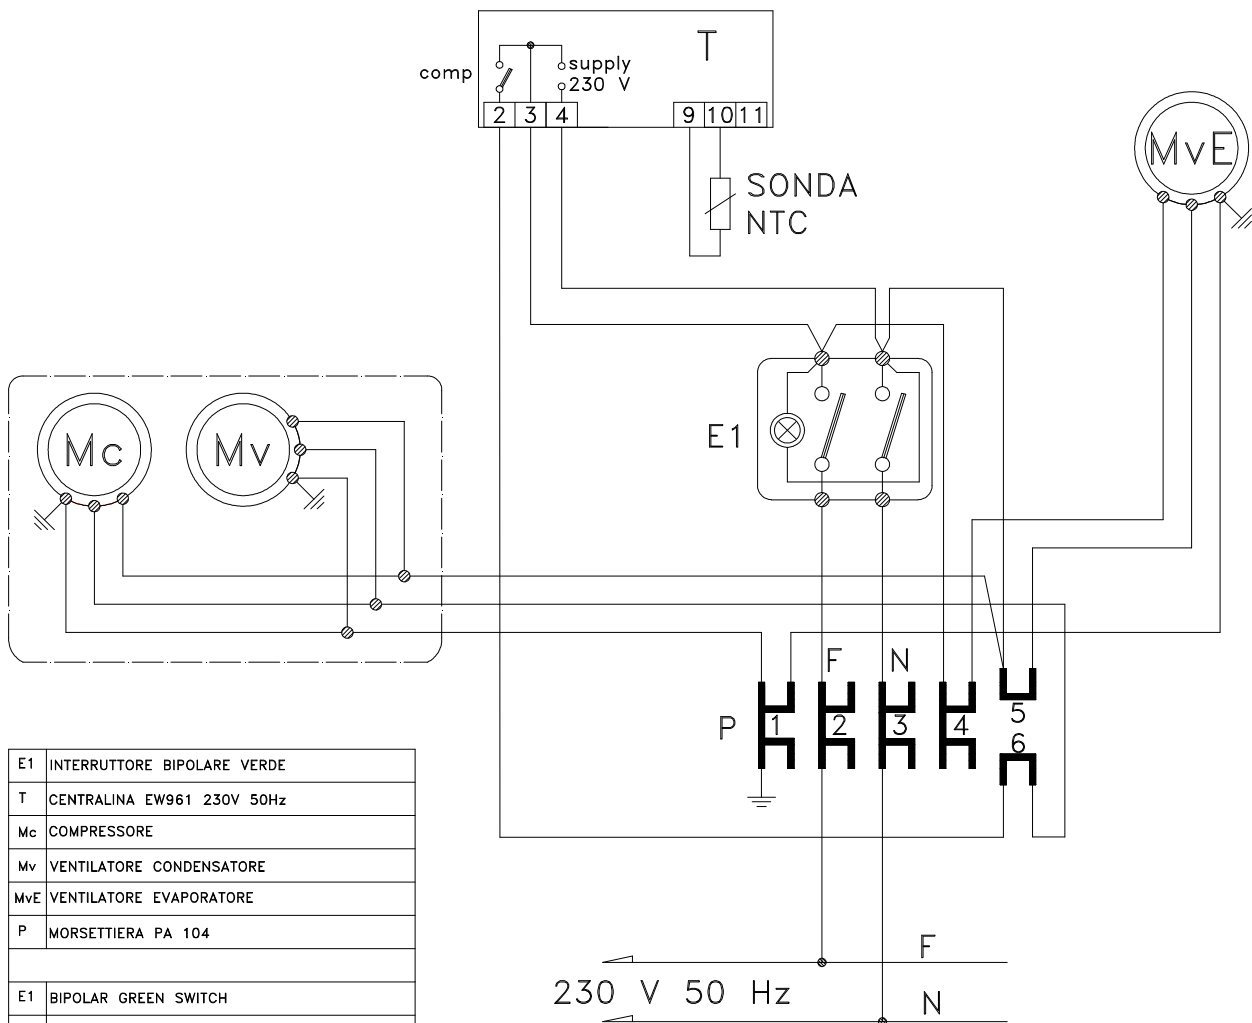 T
comp
supply
230 V
2 3 4
9 10 11
SONDA
NTC
MvE
E1
Mc
Mv
F
N
P
1 2 3 4
5
6
F
230 V 50 Hz
N
E1 INTERRUTTORE BIPOLARE VERDE
T CENTRALINA EW961 230V 50Hz
Mc COMPRESSORE
Mv VENTILATORE CONDENSATORE
MvE VENTILATORE EVAPORATORE
P MORSETTIERA PA 104
E1 BIPOLAR GREEN SWITCH